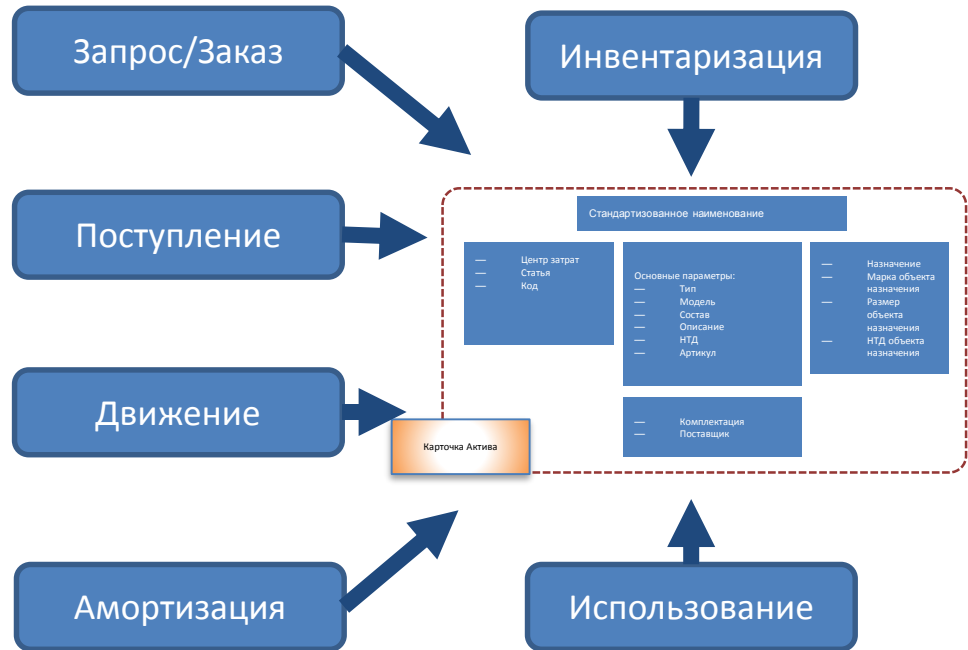 Запрос/Заказ
Инвентаризация
Поступление
Стандартизованное наименование
— Центр затрат
— Статья
— Код
Основные параметры:
— Тип
— Модель
— Состав
— Описание
— НТД
— Артикул
— Назначение
— Марка объекта
назначения
— Размер
объекта
назначения
— НТД объекта
назначения
— Комплектация
— Поставщик
Движение
Карточка Актива
Амортизация
Использование